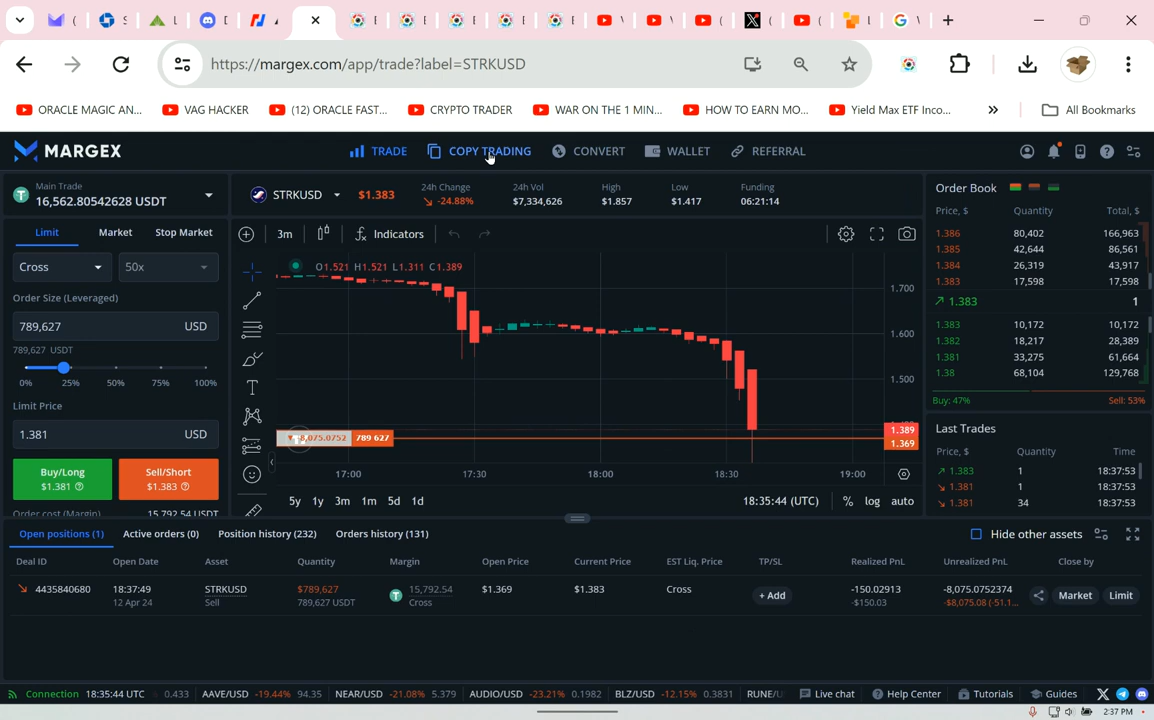 https://margex.com/app/trade?label=STRKUSD
ORACLE MAGIC AN...
VAG HACKER
(12) ORACLE FAST...
CRYPTO TRADER
WAR ON THE 1 MIN...
HOW TO EARN MO...
Yield Max ETF Inco...
All Bookmarks
MARGEX
TRADE
COPY TRADING
CONVERT
WALLET
REFERRAL
Main Trade
16,562.80542628 USDT
STRKUSD
$1.383
24h Change
-24.88%
24h Vol
$7,334,626
High
$1.857
Low
$1.417
Funding
06:21:14
Limit Market Stop Market
Cross
50x
Order Size (Leveraged)
789,627 USD
789,627 USDT
0% 25% 50% 75% 100%
Limit Price
1.381 USD
Buy/Long
$1.381
Sell/Short
$1.383
Order cost (Margin) 15,792.54 USDT
3m
Indicators
O1.521 H1.521 L1.311 C1.389
1.700
1.600
1.500
1.389
1.369
-8,075.0752 789 627
17:00 17:30 18:00 18:30 19:00
5y 1y 3m 1m 5d 1d
18:35:44 (UTC) % log auto
Order Book
Price, $ Quantity Total, $
1.386 80,402 166,963
1.385 42,644 86,561
1.384 26,319 43,917
1.383 17,598 17,598
1.383 1
1.383 10,172 10,172
1.382 18,217 28,389
1.381 33,275 61,664
1.38 68,104 129,768
Buy: 47% Sell: 53%
Last Trades
Price, $ Quantity Time
1.383 1 18:37:53
1.381 1 18:37:53
1.381 34 18:37:53
Open positions (1) Active orders (0) Position history (232) Orders history (131)
Hide other assets
Deal ID Open Date Asset Quantity Margin Open Price Current Price EST Liq. Price TP/SL Realized PnL Unrealized PnL Close by
4435840680 18:37:49 STRKUSD $789,627 15,792.54 $1.369 $1.383 Cross + Add -150.02913 -8,075.0752374 Market Limit
12 Apr 24 Sell 789,627 USDT Cross -$150.03 -$8,075.08 (-51.1...
Connection 18:35:44 UTC 0.433 AAVE/USD -19.44% 94.35 NEAR/USD -21.08% 5.379 AUDIO/USD -23.21% 0.1982 BLZ/USD -12.15% 0.3831 RUNE/U Live chat Help Center Tutorials Guides
2:37 PM